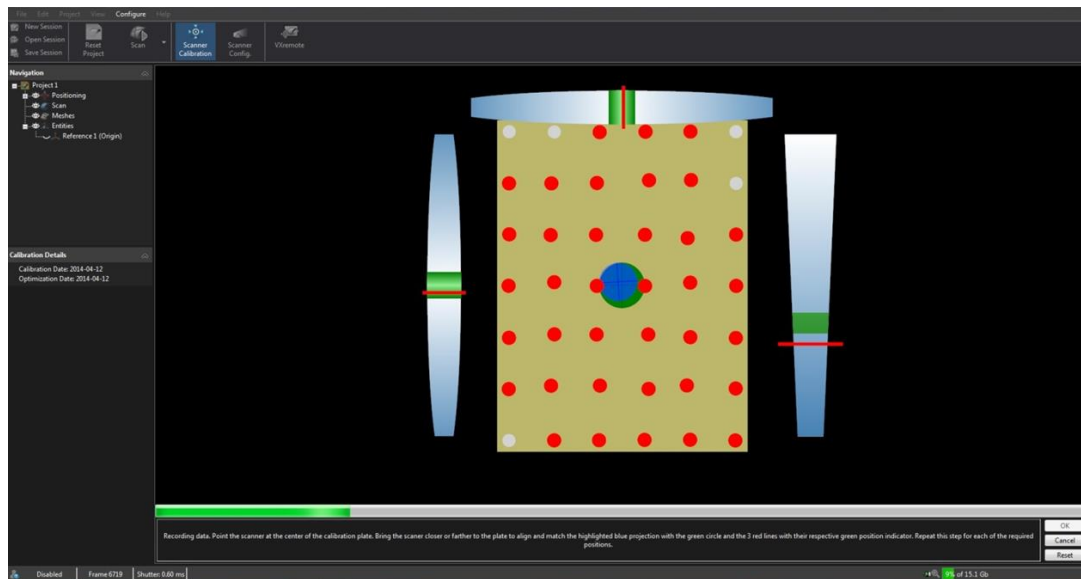 File Edit Project View Configure Help
New Session
Open Session
Save Session
Reset Project
Scan
Scanner Calibration
Scanner Config.
VXremote
Navigation
Project 1
Positioning
Scan
Meshes
Entities
Reference 1 (Origin)
Calibration Details
Calibration Date: 2014-04-12
Optimization Date: 2014-04-12
Recording data. Point the scanner at the center of the calibration plate. Bring the scanner closer or farther to the plate to align and match the highlighted blue projection with the green circle and the 3 red lines with their respective green position indicator. Repeat this step for each of the required
positions.
OK
Cancel
Reset
Disabled Frame 6719 Shutter: 0.60 ms 9% of 15.1 Gb